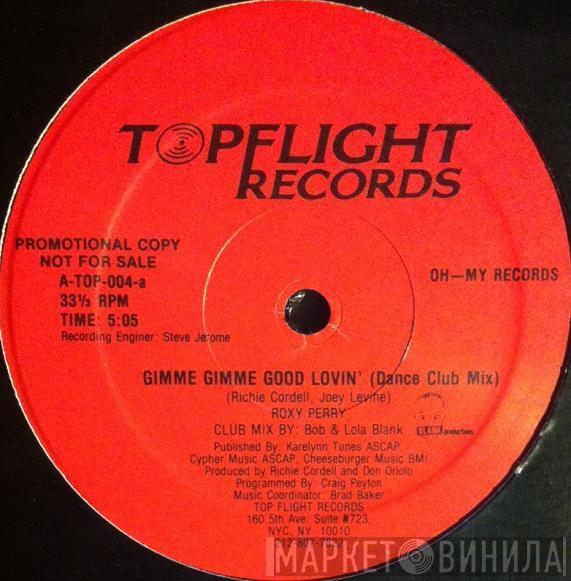 TOPFLIGHT
RECORDS
PROMOTIONAL COPY
NOT FOR SALE
A-TOP-004-a
33⅓ RPM
TIME: 5:05
Recording Enginer: Steve Jerome
OH—MY RECORDS
GIMME GIMME GOOD LOVIN' (Dance Club Mix)
(Richie Cordell, Joey Levine)
ROXY PERRY
CLUB MIX BY: Bob & Lola Blank
BLANK productions
Published By: Karelynn Tunes ASCAP,
Cypher Music ASCAP, Cheeseburger Music BMI
Produced by Richie Cordell and Don Oriolo
Programmed By: Craig Peyton
Music Coordinator: Brad Baker
TOP FLIGHT RECORDS
160 5th Ave. Suite #723,
NYC, NY 10010
МАРКЕТ ВИНИЛА